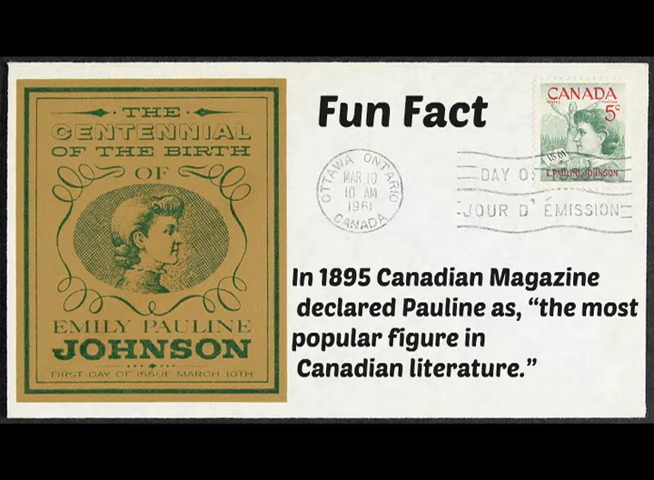 THE
CENTENNIAL
OF THE BIRTH
OF
EMILY PAULINE
JOHNSON
FIRST DAY OF ISSUE MARCH 10TH
Fun Fact
OTTAWA ONTARIO
MAR 10
10 AM
1961
CANADA
CANADA
5c
E. PAULINE JOHNSON
DAY OF
JOUR D' ÉMISSION
In 1895 Canadian Magazine
declared Pauline as, “the most
popular figure in
Canadian literature.”